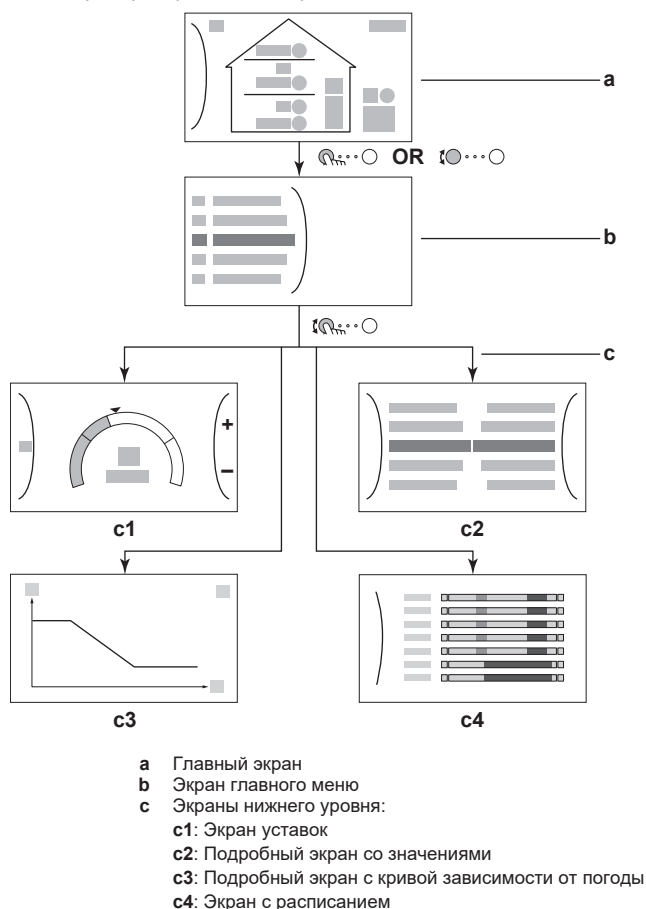 a
OR
b
c
+
–
c1
c2
c3
c4
a Главный экран
b Экран главного меню
c Экраны нижнего уровня:
c1: Экран уставок
c2: Подробный экран со значениями
c3: Подробный экран с кривой зависимости от погоды
c4: Экран с расписанием